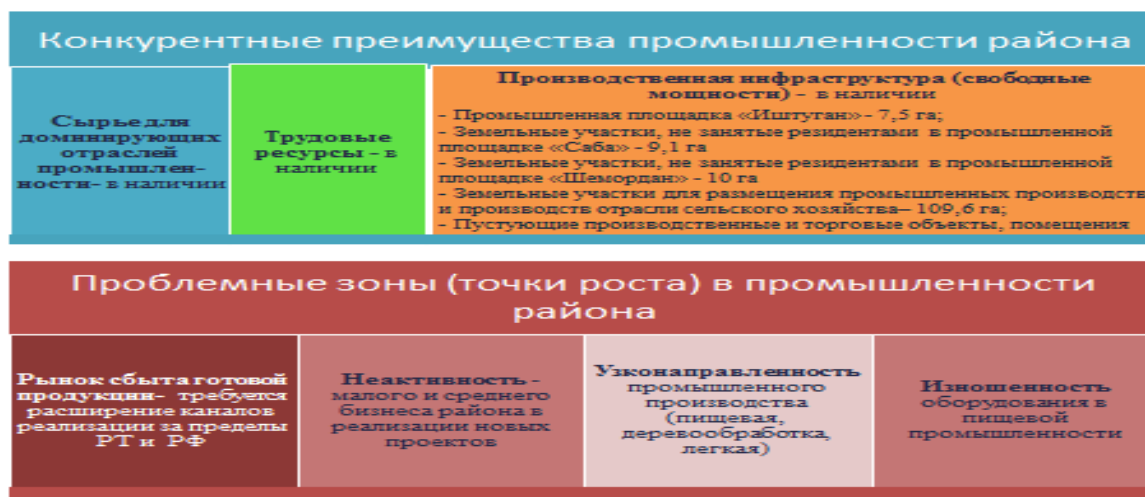 Конкурентные преимущества промышленности района
Сырье для
доминирующих
отраслей
промышлен-
ности- в наличии
Трудовые
ресурсы - в
наличии
Производственная инфраструктура (свободные
мощности) - в наличии
- Промышленная площадка «Иштуган» - 7,5 га;
- Земельные участки, не занятые резидентами в промышленной
площадке «Саба» - 9,1 га
- Земельные участки, не занятые резидентами в промышленной
площадке «Шемордан» - 10 га
- Земельные участки для размещения промышленных производств
и производств отрасли сельского хозяйства– 109,6 га;
- Пустующие производственные и торговые объекты, помещения
Проблемные зоны (точки роста) в промышленности
района
Рынок сбыта готовой
продукции- требуется
расширение каналов
реализации за пределы
РТ и РФ
Неактивность -
малого и среднего
бизнеса района в
реализации новых
проектов
Узконаправленность
промышленного
производства
(пищевая,
деревообработка,
легкая)
Изношенность
оборудования в
пищевой
промышленности